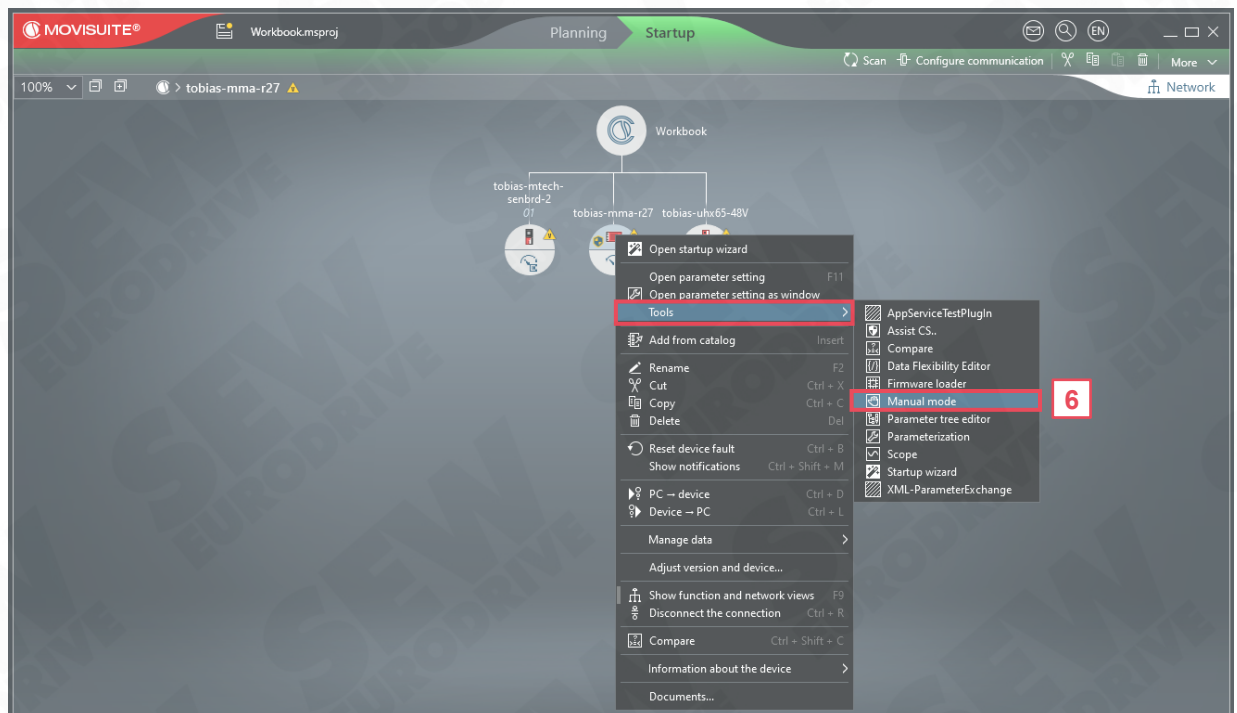 MOVISUITE®
Workbook.msproj
Planning
Startup
EN
Scan
Configure communication
More
100%
> tobias-mma-r27
Network
Workbook
tobias-mtech-
senbrd-2
01
tobias-mma-r27
tobias-uhx65-48V
Open startup wizard
Open parameter setting F11
Open parameter setting as window
Tools
Add from catalog Insert
Rename F2
Cut Ctrl + X
Copy Ctrl + C
Delete Del
Reset device fault Ctrl + B
Show notifications Ctrl + Shift + M
PC → device Ctrl + D
Device → PC Ctrl + L
Manage data
Adjust version and device...
Show function and network views F9
Disconnect the connection Ctrl + R
Compare Ctrl + Shift + C
Information about the device
Documents...
AppServiceTestPlugIn
Assist CS..
Compare
Data Flexibility Editor
Firmware loader
Manual mode
Parameter tree editor
Parameterization
Scope
Startup wizard
XML-ParameterExchange
6
SEW
EURODRIVE